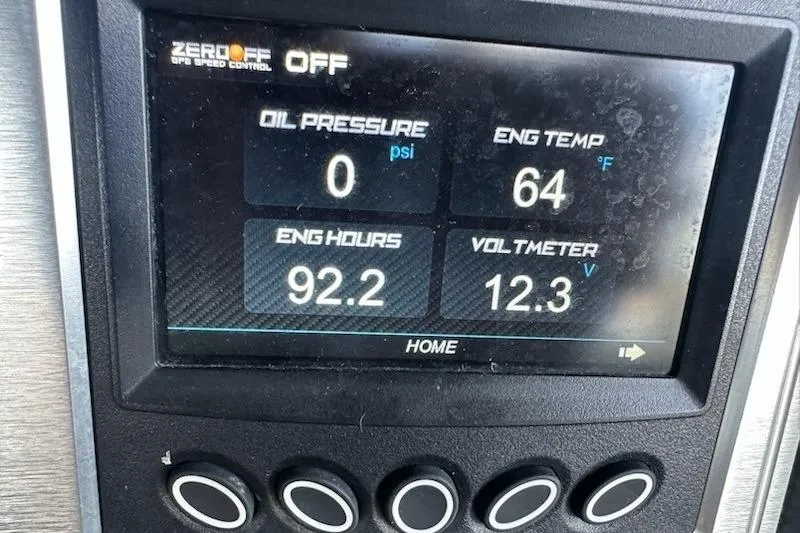 ZEROOFF OFF
GPS SPEED CONTROL
OIL PRESSURE
psi
0
ENG TEMP
°F
64
ENG HOURS
92.2
VOLTMETER
V
12.3
HOME